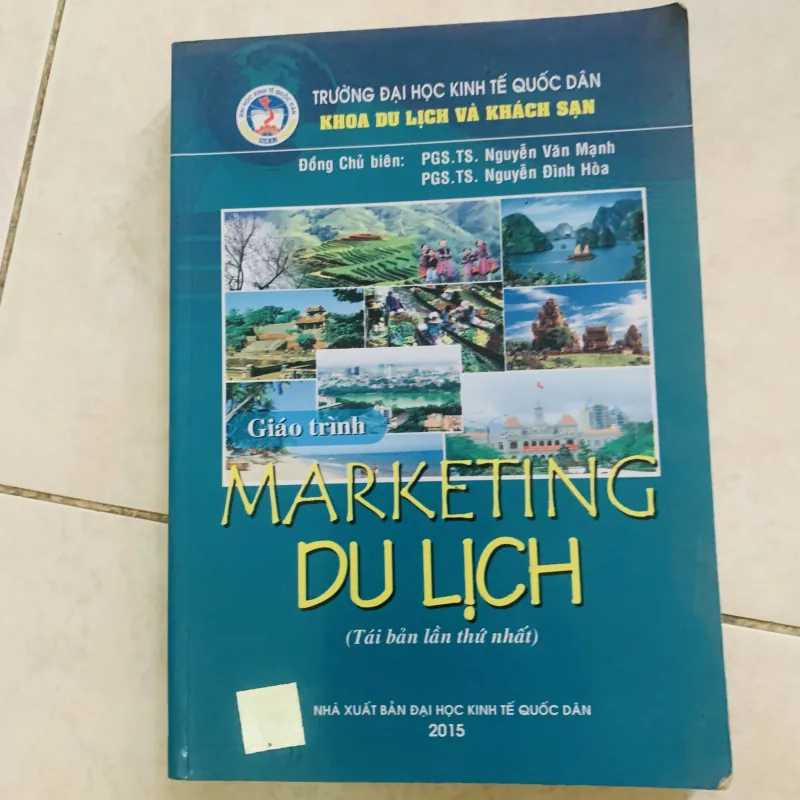 TRƯỜNG ĐẠI HỌC KINH TẾ QUỐC DÂN
KHOA DU LỊCH VÀ KHÁCH SẠN
Đồng Chủ biên: PGS.TS. Nguyễn Văn Mạnh
PGS.TS. Nguyễn Đình Hòa
Giáo trình
MARKETING
DU LỊCH
(Tái bản lần thứ nhất)
NHÀ XUẤT BẢN ĐẠI HỌC KINH TẾ QUỐC DÂN
2015